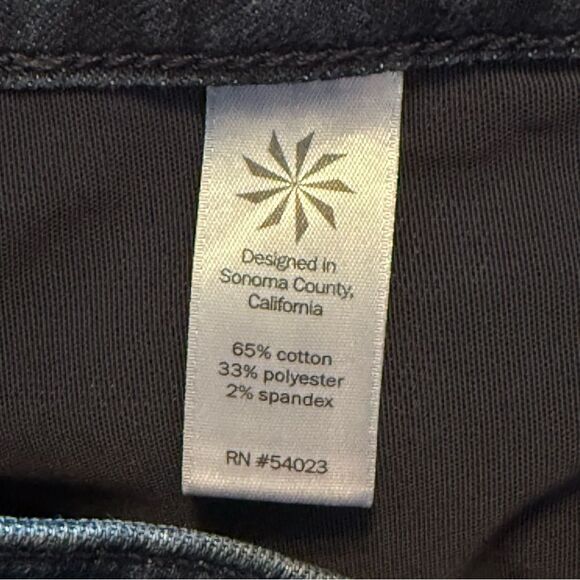 Designed in
Sonoma County,
California
65% cotton
33% polyester
2% spandex
RN #54023